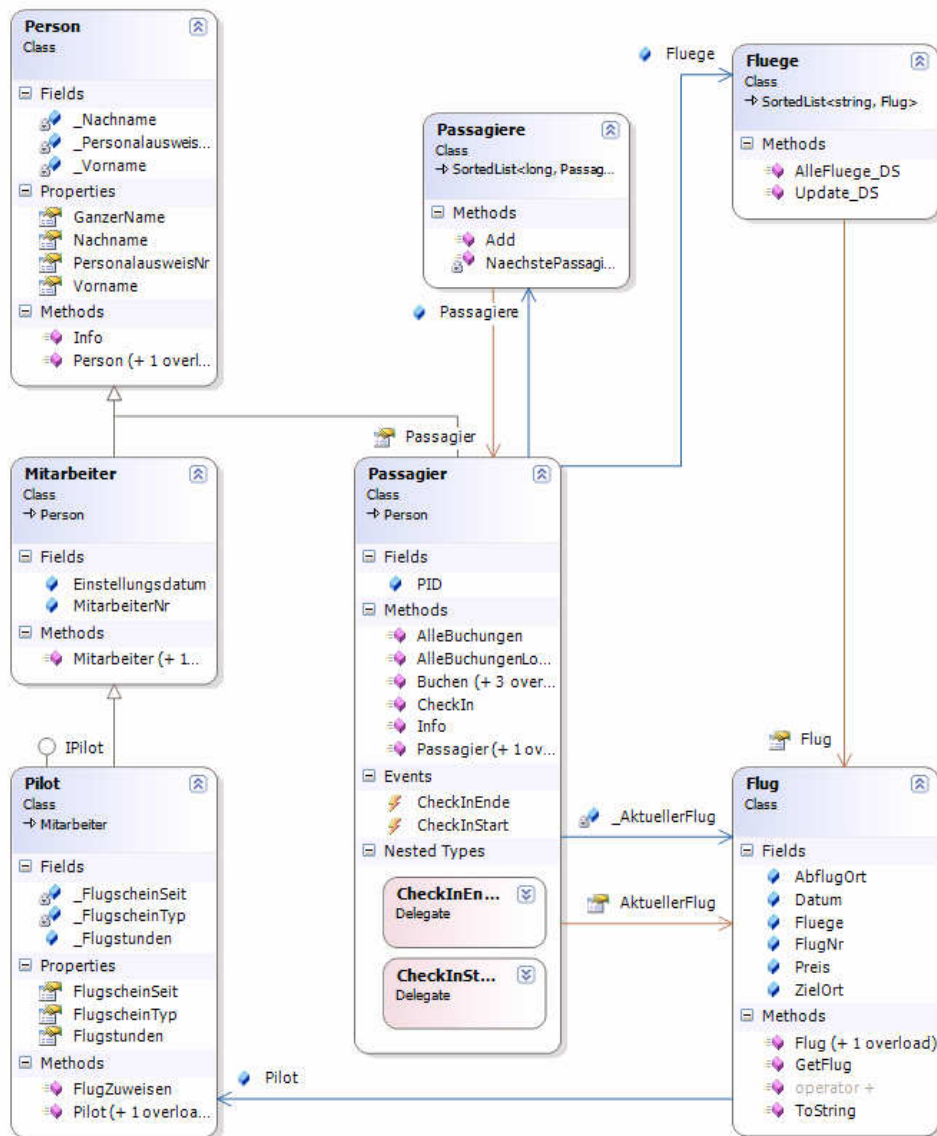 Person
Class
Fields
_Nachname
_Personalausweis...
_Vorname
Properties
GanzerName
Nachname
PersonalausweisNr
Vorname
Methods
Info
Person (+ 1 overl...
Passagiere
Class
SortedList<long, Passag...
Methods
Add
NaechstePassagi...
Passagiere
Fluege
Fluege
Class
SortedList<string, Flug>
Methods
AlleFluege_DS
Update_DS
Passagier
Mitarbeiter
Class
Person
Fields
Einstellungsdatum
MitarbeiterNr
Methods
Mitarbeiter (+ 1...
IPilot
Pilot
Class
Mitarbeiter
Fields
_FlugscheinSeit
_FlugscheinTyp
_Flugstunden
Properties
FlugscheinSeit
FlugscheinTyp
Flugstunden
Methods
FlugZuweisen
Pilot (+ 1 overloa...
Passagier
Class
Person
Fields
PID
Methods
AlleBuchungen
AlleBuchungenLo...
Buchen (+ 3 over...
CheckIn
Info
Passagier (+ 1 ov...
Events
CheckInEnde
CheckInStart
Nested Types
CheckInEn...
Delegate
CheckInSt...
Delegate
_AktuellerFlug
AktuellerFlug
Pilot
Flug
Flug
Class
Fields
AbflugOrt
Datum
Fluege
FlugNr
Preis
ZielOrt
Methods
Flug (+ 1 overload)
GetFlug
operator +
ToString